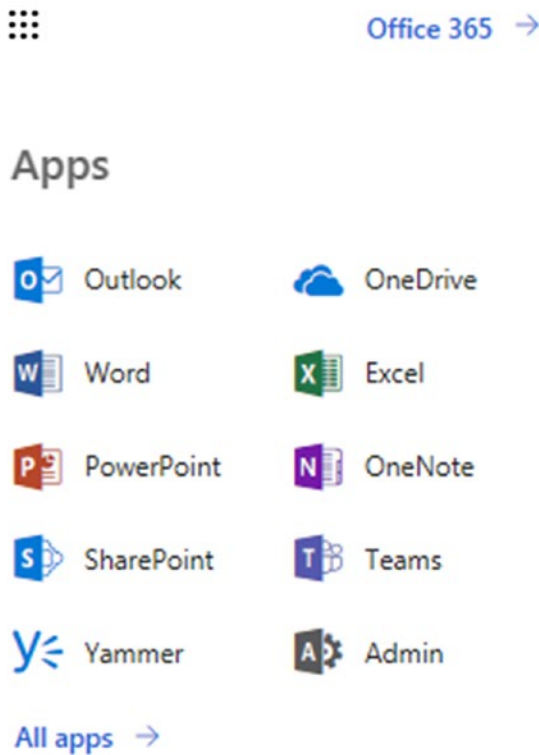 Office 365
Apps
Outlook
OneDrive
Word
Excel
PowerPoint
OneNote
SharePoint
Teams
Yammer
Admin
All apps